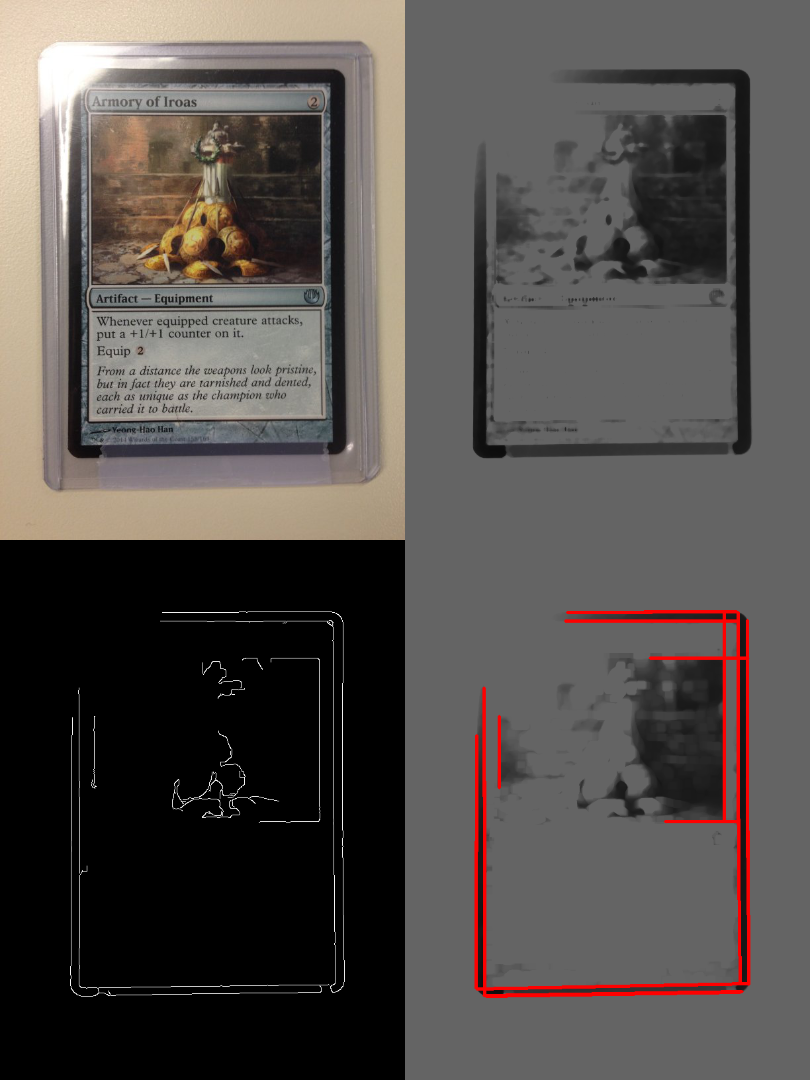 Armory of Iroas 2
Artifact — Equipment
Whenever equipped creature attacks,
put a +1/+1 counter on it.
Equip 2
From a distance the weapons look pristine,
but in fact they are tarnished and dented,
each as unique as the champion who
carried it to battle.
Yeong-Hao Han